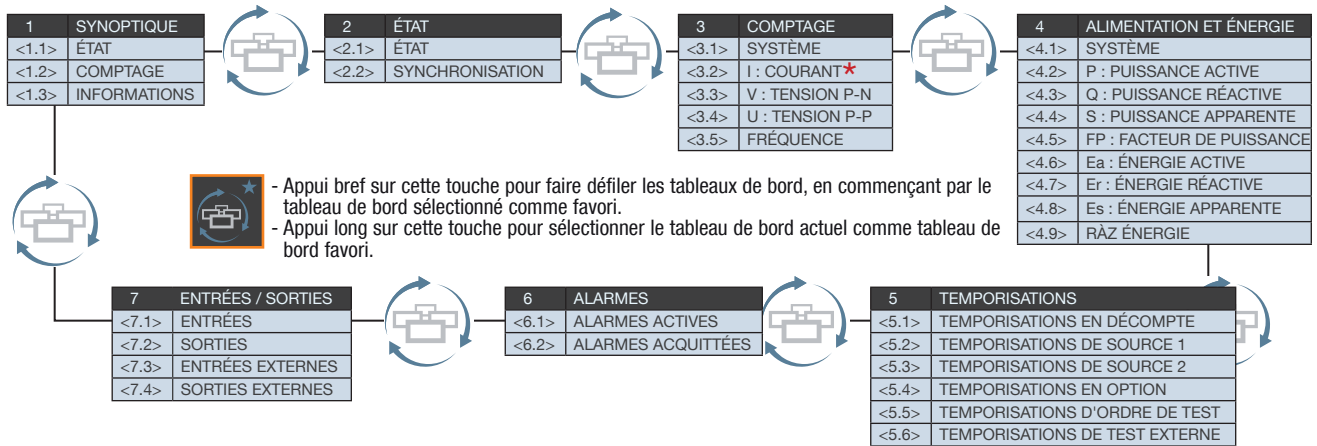 1 SYNOPTIQUE
<1.1> ÉTAT
<1.2> COMPTAGE
<1.3> INFORMATIONS
2 ÉTAT
<2.1> ÉTAT
<2.2> SYNCHRONISATION
3 COMPTAGE
<3.1> SYSTÈME
<3.2> I : COURANT*
<3.3> V : TENSION P-N
<3.4> U : TENSION P-P
<3.5> FRÉQUENCE
4 ALIMENTATION ET ÉNERGIE
<4.1> SYSTÈME
<4.2> P : PUISSANCE ACTIVE
<4.3> Q : PUISSANCE RÉACTIVE
<4.4> S : PUISSANCE APPARENTE
<4.5> FP : FACTEUR DE PUISSANCE
<4.6> Ea : ÉNERGIE ACTIVE
<4.7> Er : ÉNERGIE RÉACTIVE
<4.8> Es : ÉNERGIE APPARENTE
<4.9> RÀZ ÉNERGIE
- Appui bref sur cette touche pour faire défiler les tableaux de bord, en commençant par le
tableau de bord sélectionné comme favori.
- Appui long sur cette touche pour sélectionner le tableau de bord actuel comme tableau de
bord favori.
7 ENTRÉES / SORTIES
<7.1> ENTRÉES
<7.2> SORTIES
<7.3> ENTRÉES EXTERNES
<7.4> SORTIES EXTERNES
6 ALARMES
<6.1> ALARMES ACTIVES
<6.2> ALARMES ACQUITTÉES
5 TEMPORISATIONS
<5.1> TEMPORISATIONS EN DÉCOMPTE
<5.2> TEMPORISATIONS DE SOURCE 1
<5.3> TEMPORISATIONS DE SOURCE 2
<5.4> TEMPORISATIONS EN OPTION
<5.5> TEMPORISATIONS D'ORDRE DE TEST
<5.6> TEMPORISATIONS DE TEST EXTERNE